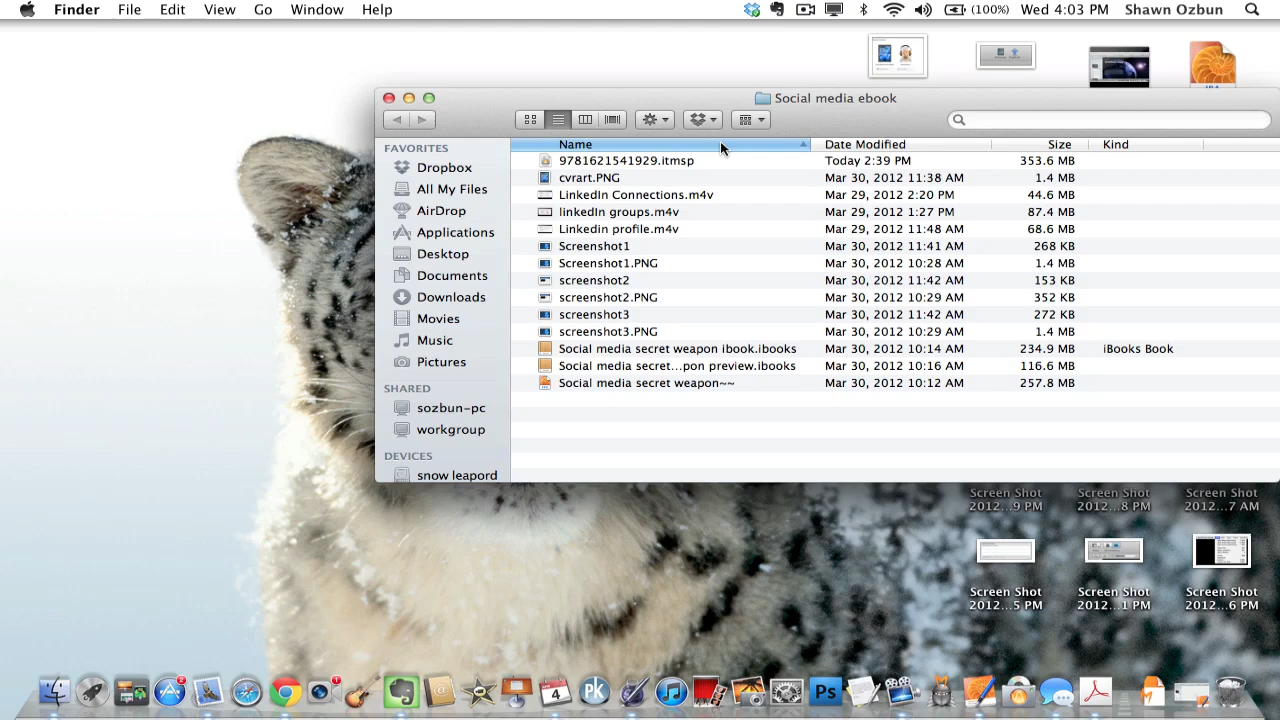 Finder File Edit View Go Window Help (100%) Wed 4:03 PM Shawn Ozbun
Social media ebook
FAVORITES
Dropbox
All My Files
AirDrop
Applications
Desktop
Documents
Downloads
Movies
Music
Pictures
SHARED
sozbun-pc
workgroup
DEVICES
snow leapord
Name Date Modified Size Kind
9781621541929.itmsp Today 2:39 PM 353.6 MB
cvrart.PNG Mar 30, 2012 11:38 AM 1.4 MB
LinkedIn Connections.m4v Mar 29, 2012 2:20 PM 44.6 MB
linkedIn groups.m4v Mar 29, 2012 1:27 PM 87.4 MB
Linkedin profile.m4v Mar 29, 2012 11:48 AM 68.6 MB
Screenshot1 Mar 30, 2012 11:41 AM 268 KB
Screenshot1.PNG Mar 30, 2012 10:28 AM 1.4 MB
screenshot2 Mar 30, 2012 11:42 AM 153 KB
screenshot2.PNG Mar 30, 2012 10:29 AM 352 KB
screenshot3 Mar 30, 2012 11:42 AM 272 KB
screenshot3.PNG Mar 30, 2012 10:29 AM 1.4 MB
Social media secret weapon ibook.ibooks Mar 30, 2012 10:14 AM 234.9 MB iBooks Book
Social media secret...pon preview.ibooks Mar 30, 2012 10:16 AM 116.6 MB
Social media secret weapon~~ Mar 30, 2012 10:12 AM 257.8 MB
Screen Shot Screen Shot Screen Shot
2012...9 PM 2012...8 PM 2012...7 AM
Screen Shot Screen Shot Screen Shot
2012...5 PM 2012...1 PM 2012...6 PM
4 pk Ps